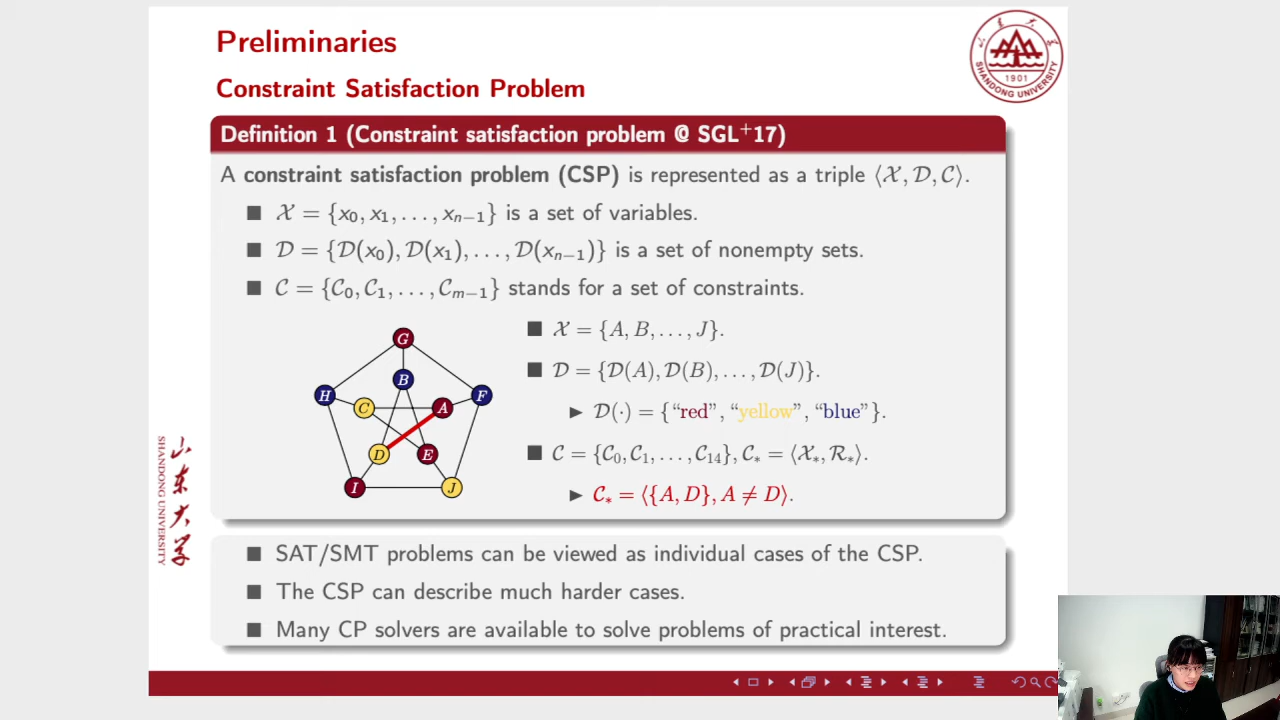 Preliminaries
Constraint Satisfaction Problem
SHANDONG UNIVERSITY
1901
Definition 1 (Constraint satisfaction problem @ SGL⁺17)
A constraint satisfaction problem (CSP) is represented as a triple ⟨𝒳, 𝒟, 𝒞⟩.
■ 𝒳 = {x₀, x₁, . . . , xₙ₋₁} is a set of variables.
■ 𝒟 = {𝒟(x₀), 𝒟(x₁), . . . , 𝒟(xₙ₋₁)} is a set of nonempty sets.
■ 𝒞 = {𝒞₀, 𝒞₁, . . . , 𝒞ₘ₋₁} stands for a set of constraints.
G
B
H
F
C
A
D
E
I
J
■ 𝒳 = {A, B, . . . , J}.
■ 𝒟 = {𝒟(A), 𝒟(B), . . . , 𝒟(J)}.
▶ 𝒟(·) = {“red”, “yellow”, “blue”}.
■ 𝒞 = {𝒞₀, 𝒞₁, . . . , 𝒞₁₄}, 𝒞∗ = ⟨𝒳∗, ℛ∗⟩.
▶ 𝒞∗ = ⟨{A, D}, A ≠ D⟩.
SHANDONG UNIVERSITY
山东大学
■ SAT/SMT problems can be viewed as individual cases of the CSP.
■ The CSP can describe much harder cases.
■ Many CP solvers are available to solve problems of practical interest.